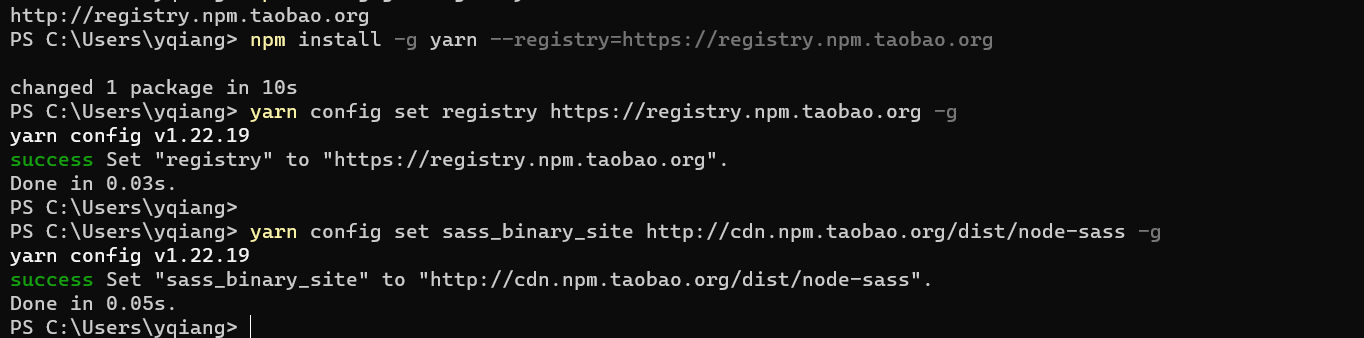 http://registry.npm.taobao.org
PS C:\Users\yqiang> npm install -g yarn --registry=https://registry.npm.taobao.org
changed 1 package in 10s
PS C:\Users\yqiang> yarn config set registry https://registry.npm.taobao.org -g
yarn config v1.22.19
success Set "registry" to "https://registry.npm.taobao.org".
Done in 0.03s.
PS C:\Users\yqiang>
PS C:\Users\yqiang> yarn config set sass_binary_site http://cdn.npm.taobao.org/dist/node-sass -g
yarn config v1.22.19
success Set "sass_binary_site" to "http://cdn.npm.taobao.org/dist/node-sass".
Done in 0.05s.
PS C:\Users\yqiang>